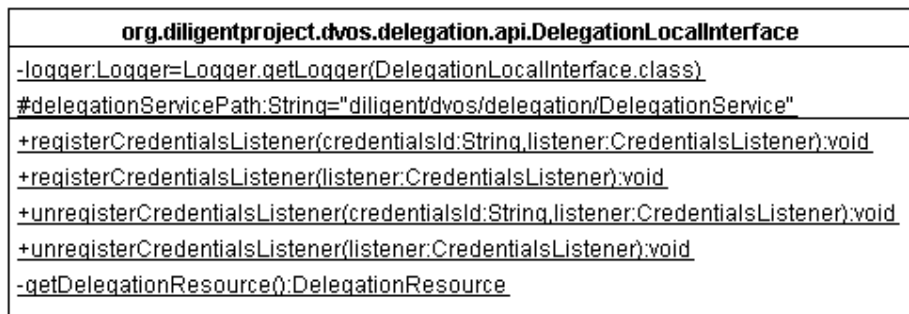 org.diligentproject.dvos.delegation.api.DelegationLocalInterface
-logger:Logger=Logger.getLogger(DelegationLocalInterface.class)
#delegationServicePath:String="diligent/dvos/delegation/DelegationService"
+registerCredentialsListener(credentialsId:String,listener:CredentialsListener):void
+registerCredentialsListener(listener:CredentialsListener):void
+unregisterCredentialsListener(credentialsId:String,listener:CredentialsListener):void
+unregisterCredentialsListener(listener:CredentialsListener):void
-getDelegationResource():DelegationResource